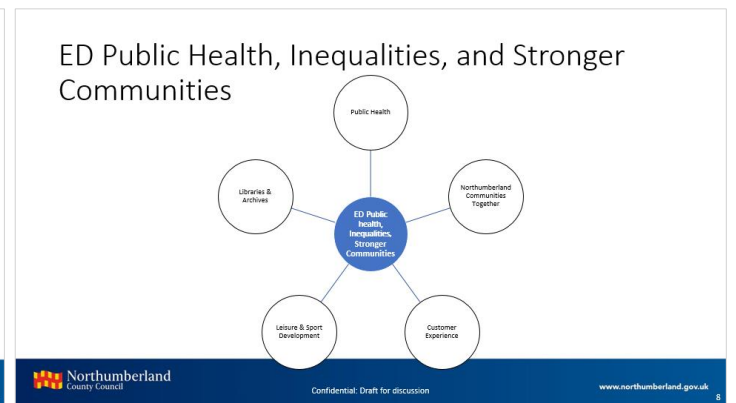 ED Public Health, Inequalities, and Stronger
Communities
Public Health
Libraries &
Archives
Northumberland
Communities
Together
ED Public
health,
Inequalities,
Stronger
Communities
Leisure & Sport
Development
Customer
Experience
Northumberland
County Council
Confidential: Draft for discussion
www.northumberland.gov.uk
8